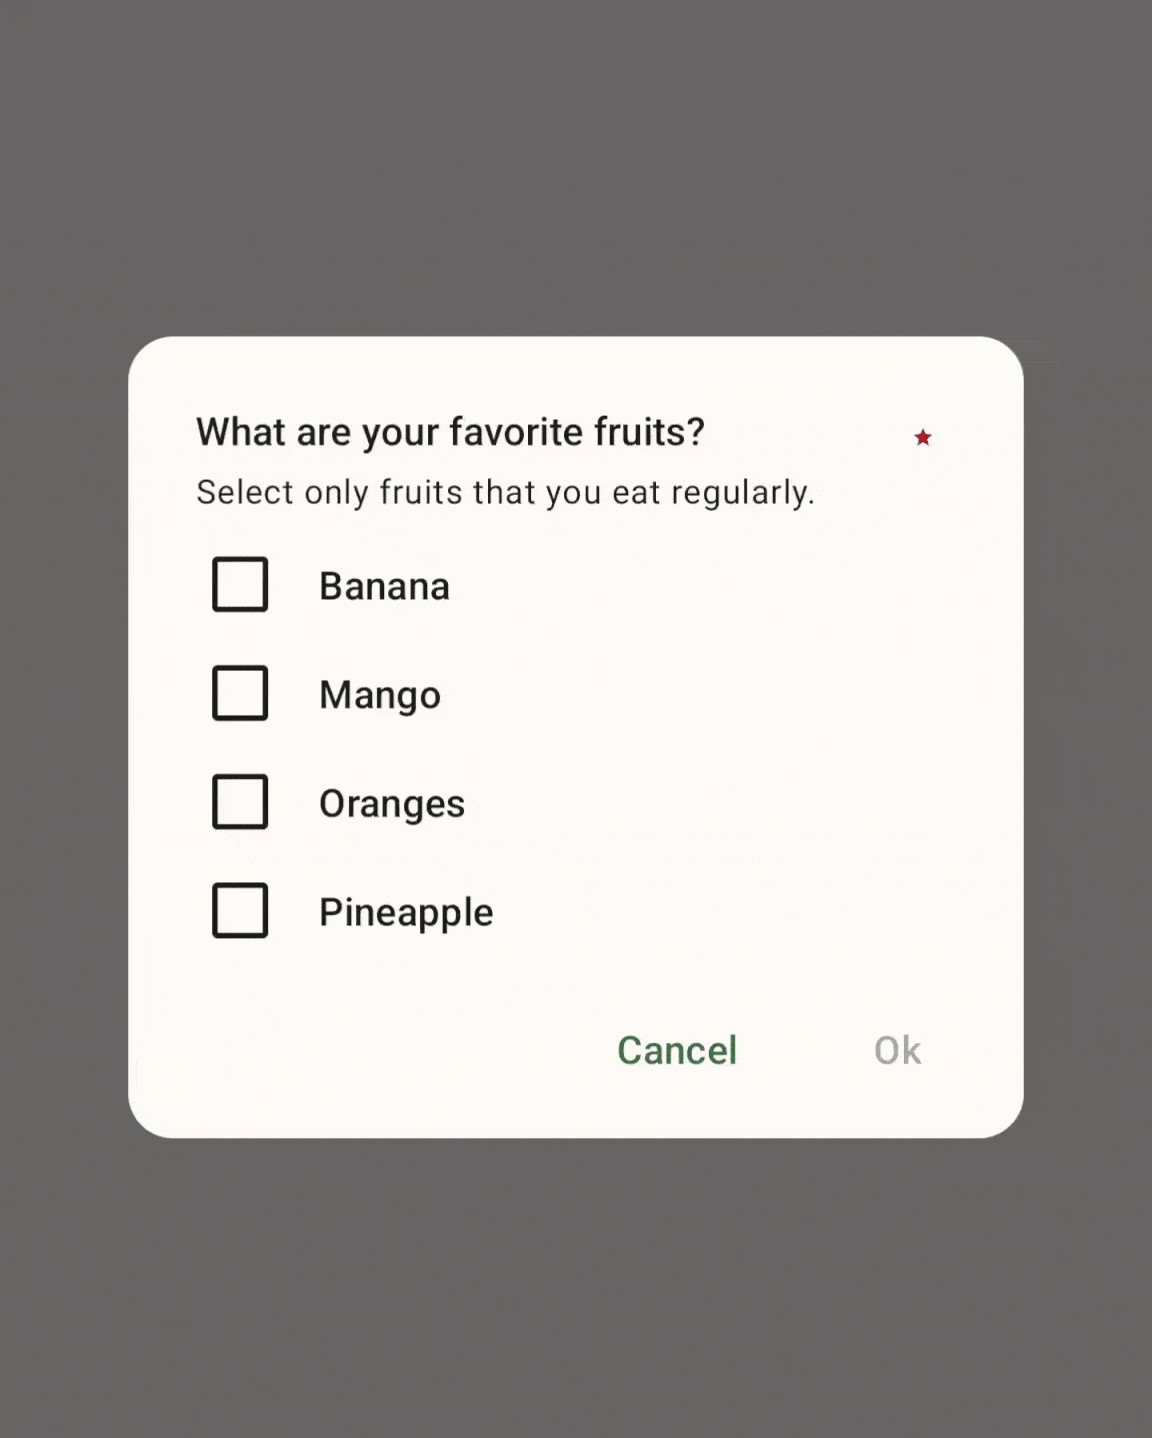 What are your favorite fruits?
Select only fruits that you eat regularly.
Banana
Mango
Oranges
Pineapple
Cancel Ok